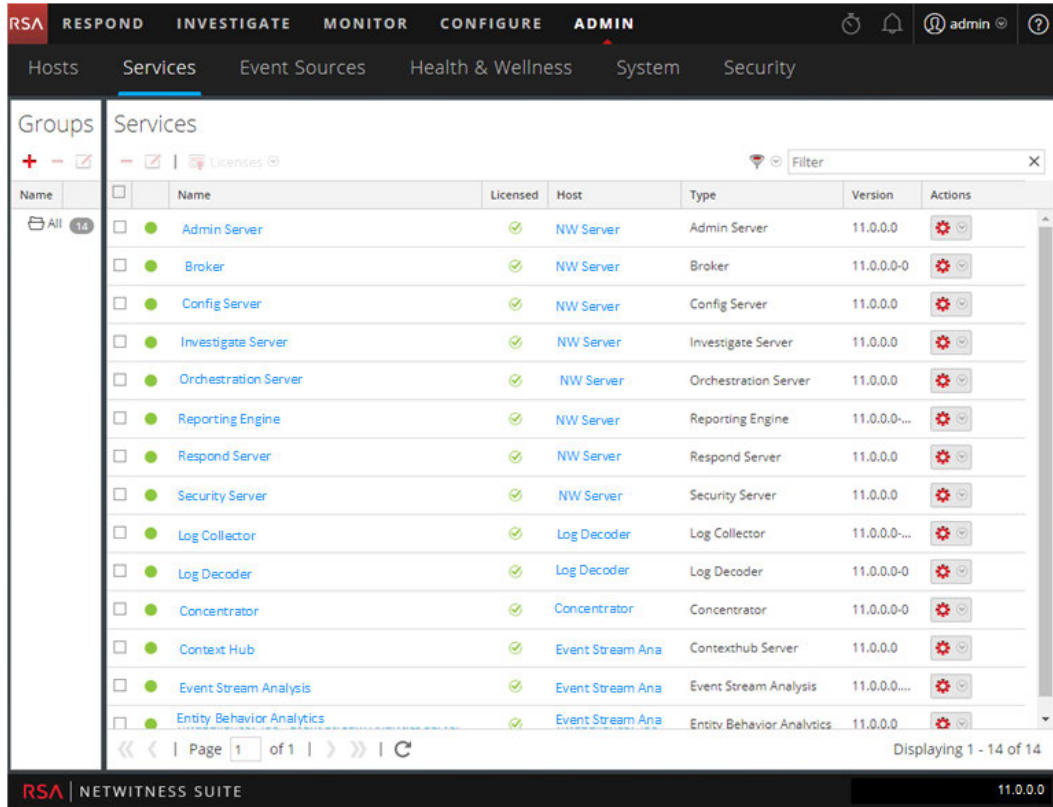 RSA RESPOND INVESTIGATE MONITOR CONFIGURE ADMIN admin
Hosts Services Event Sources Health & Wellness System Security
Groups Services
Licenses Filter
Name Name Licensed Host Type Version Actions
All 14 Admin Server NW Server Admin Server 11.0.0.0
Broker NW Server Broker 11.0.0.0-0
Config Server NW Server Config Server 11.0.0.0
Investigate Server NW Server Investigate Server 11.0.0.0
Orchestration Server NW Server Orchestration Server 11.0.0.0
Reporting Engine NW Server Reporting Engine 11.0.0.0-...
Respond Server NW Server Respond Server 11.0.0.0
Security Server NW Server Security Server 11.0.0.0
Log Collector Log Decoder Log Collector 11.0.0.0-...
Log Decoder Log Decoder Log Decoder 11.0.0.0-0
Concentrator Concentrator Concentrator 11.0.0.0-0
Context Hub Event Stream Ana Contexthub Server 11.0.0.0
Event Stream Analysis Event Stream Ana Event Stream Analysis 11.0.0.0....
Entity Behavior Analytics Event Stream Ana Entity Behavior Analytics 11.0.0.0
Page 1 of 1 Displaying 1 - 14 of 14
RSA NETWITNESS SUITE 11.0.0.0